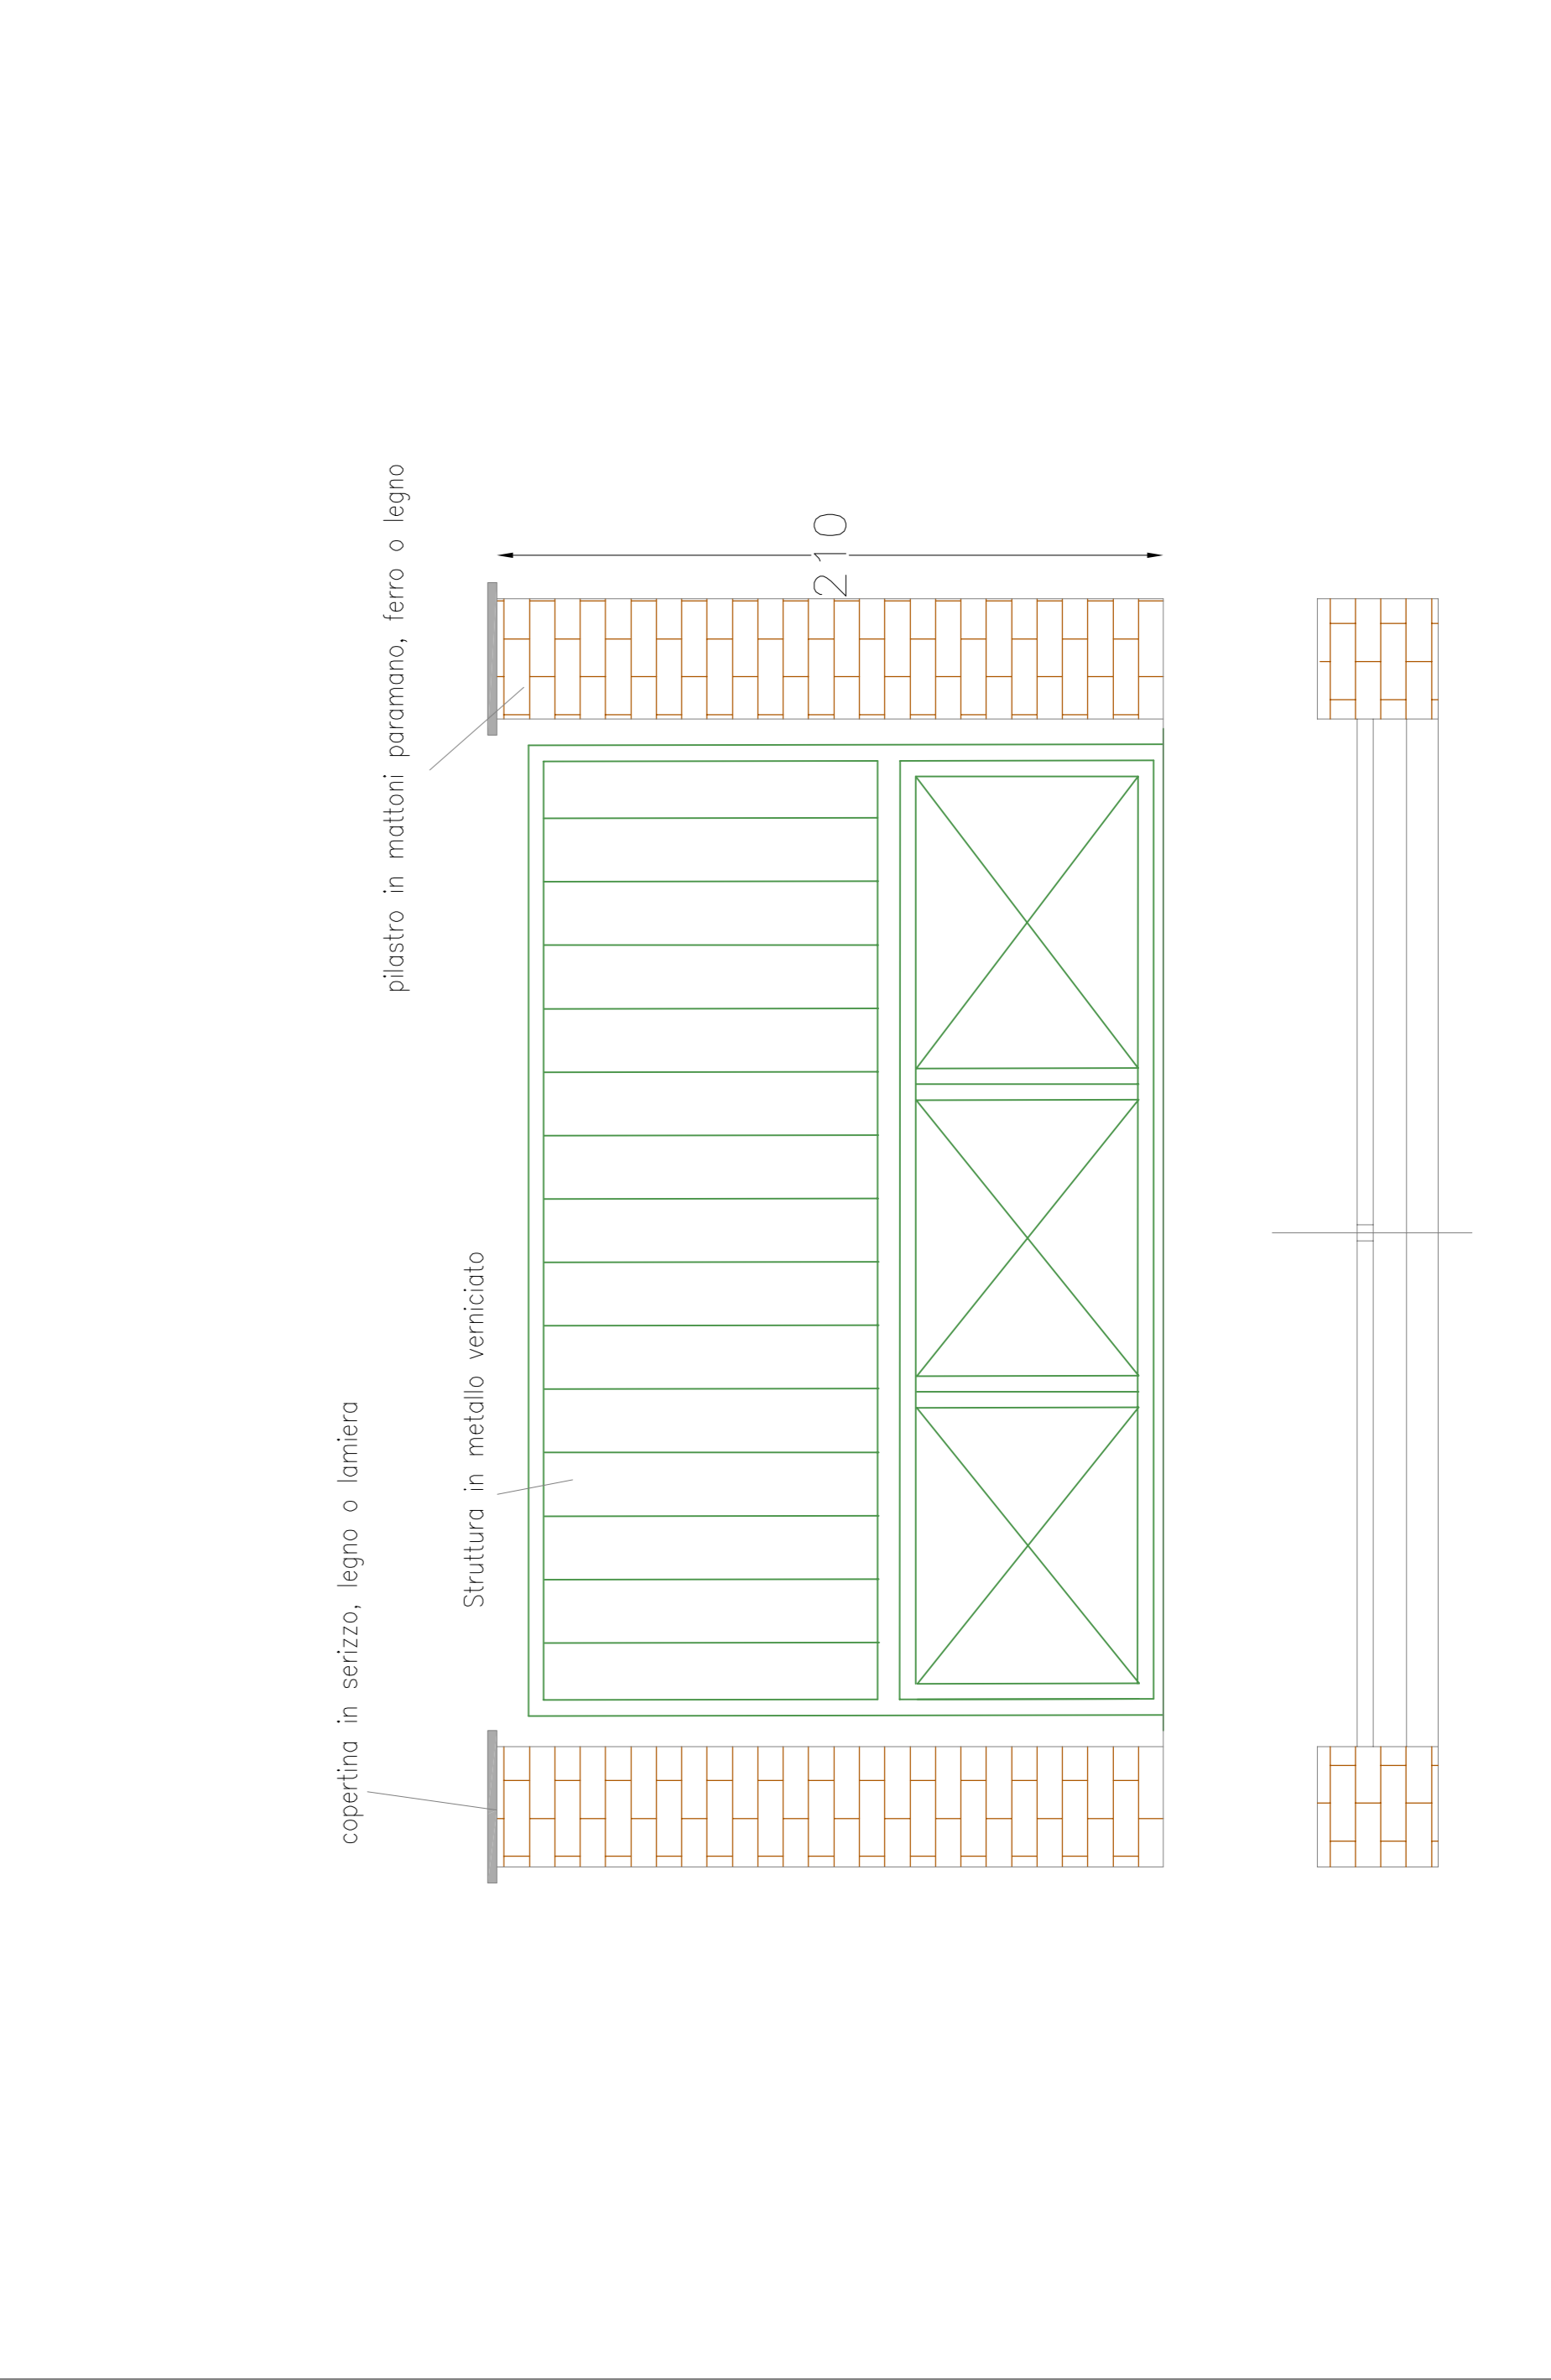 copertina in serizzo, legno o lamiera
pilastro in mattoni paramano, ferro o legno
Struttura in metallo verniciato
210